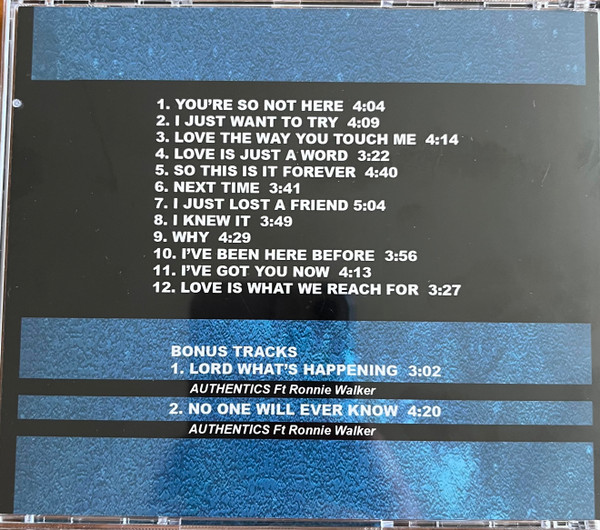 1. YOU'RE SO NOT HERE 4:04
2. I JUST WANT TO TRY 4:09
3. LOVE THE WAY YOU TOUCH ME 4:14
4. LOVE IS JUST A WORD 3:22
5. SO THIS IS IT FOREVER 4:40
6. NEXT TIME 3:41
7. I JUST LOST A FRIEND 5:04
8. I KNEW IT 3:49
9. WHY 4:29
10. I'VE BEEN HERE BEFORE 3:56
11. I'VE GOT YOU NOW 4:13
12. LOVE IS WHAT WE REACH FOR 3:27
BONUS TRACKS
1. LORD WHAT'S HAPPENING 3:02
AUTHENTICS Ft Ronnie Walker
2. NO ONE WILL EVER KNOW 4:20
AUTHENTICS Ft Ronnie Walker